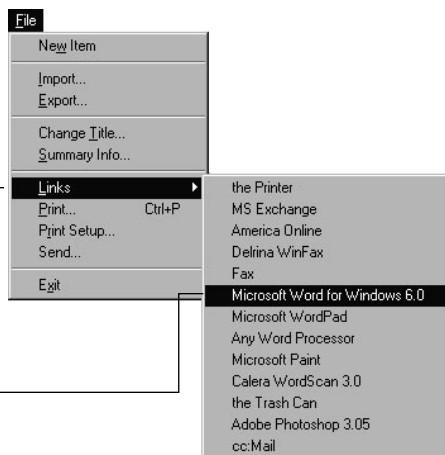 File
New Item
Import...
Export...
Change Title...
Summary Info...
Links
Print... Ctrl+P
Print Setup...
Send...
Exit
the Printer
MS Exchange
America Online
Delrina WinFax
Fax
Microsoft Word for Windows 6.0
Microsoft WordPad
Any Word Processor
Microsoft Paint
Calera WordScan 3.0
the Trash Can
Adobe Photoshop 3.05
cc:Mail